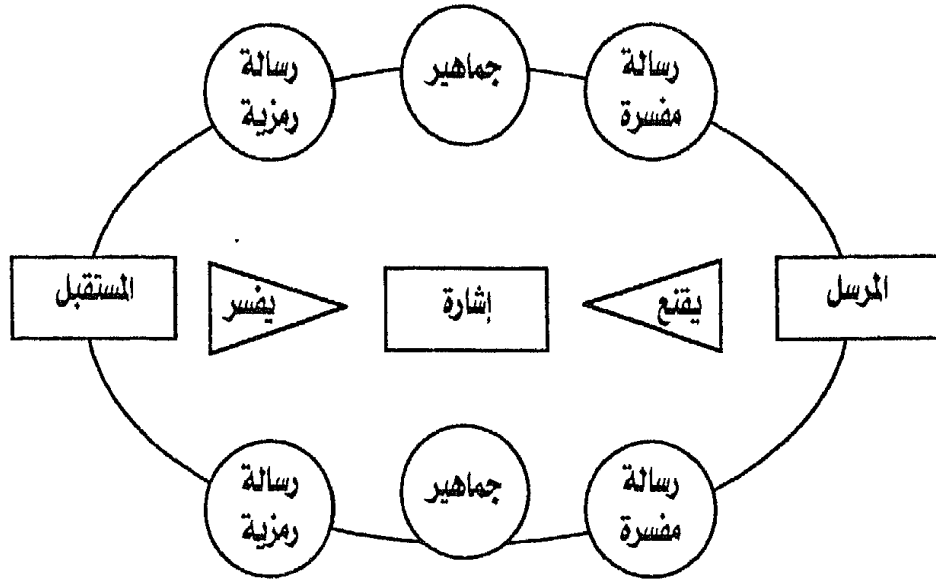 رسالة
مفسرة
جماهير
رسالة
رمزية
المرسل
يقنع
إشارة
يفسر
المستقبل
رسالة
مفسرة
جماهير
رسالة
رمزية